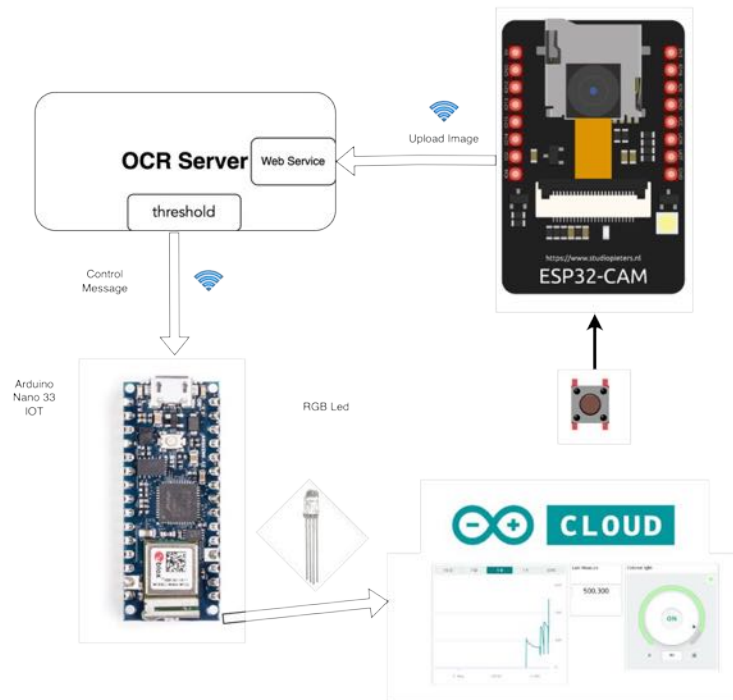 Upload Image
OCR Server
Web Service
threshold
https://www.studiopieters.nl
ESP32-CAM
Control
Message
Arduino
Nano 33
IOT
RGB Led
CLOUD
500,300
ON